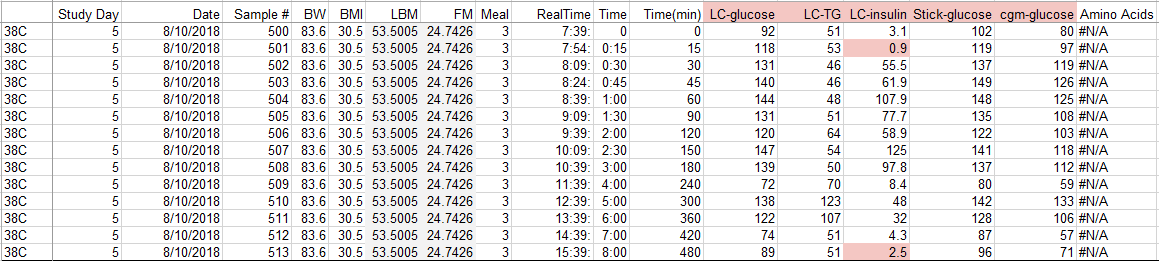 Study Day Date Sample # BW BMI LBM FM Meal RealTime Time Time(min) LC-glucose LC-TG LC-insulin Stick-glucose cgm-glucose Amino Acids
38C 5 8/10/2018 500 83.6 30.5 53.5005 24.7426 3 7:39: 0 0 92 51 3.1 102 80 #N/A
38C 5 8/10/2018 501 83.6 30.5 53.5005 24.7426 3 7:54: 0:15 15 118 53 0.9 119 97 #N/A
38C 5 8/10/2018 502 83.6 30.5 53.5005 24.7426 3 8:09: 0:30 30 131 46 55.5 137 119 #N/A
38C 5 8/10/2018 503 83.6 30.5 53.5005 24.7426 3 8:24: 0:45 45 140 46 61.9 149 126 #N/A
38C 5 8/10/2018 504 83.6 30.5 53.5005 24.7426 3 8:39: 1:00 60 144 48 107.9 148 125 #N/A
38C 5 8/10/2018 505 83.6 30.5 53.5005 24.7426 3 9:09: 1:30 90 131 51 77.7 135 108 #N/A
38C 5 8/10/2018 506 83.6 30.5 53.5005 24.7426 3 9:39: 2:00 120 120 64 58.9 122 103 #N/A
38C 5 8/10/2018 507 83.6 30.5 53.5005 24.7426 3 10:09: 2:30 150 147 54 125 141 118 #N/A
38C 5 8/10/2018 508 83.6 30.5 53.5005 24.7426 3 10:39: 3:00 180 139 50 97.8 137 112 #N/A
38C 5 8/10/2018 509 83.6 30.5 53.5005 24.7426 3 11:39: 4:00 240 72 70 8.4 80 59 #N/A
38C 5 8/10/2018 510 83.6 30.5 53.5005 24.7426 3 12:39: 5:00 300 138 123 48 142 133 #N/A
38C 5 8/10/2018 511 83.6 30.5 53.5005 24.7426 3 13:39: 6:00 360 122 107 32 128 106 #N/A
38C 5 8/10/2018 512 83.6 30.5 53.5005 24.7426 3 14:39: 7:00 420 74 51 4.3 87 57 #N/A
38C 5 8/10/2018 513 83.6 30.5 53.5005 24.7426 3 15:39: 8:00 480 89 51 2.5 96 71 #N/A